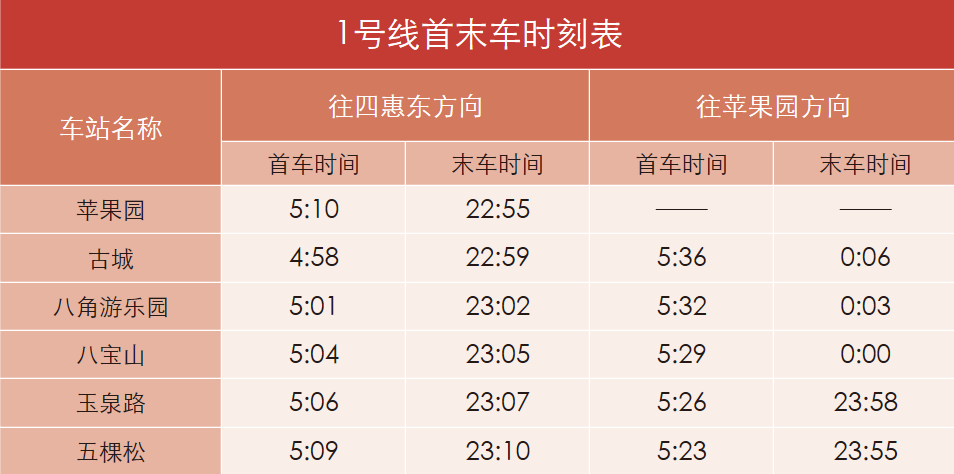 1号线首末车时刻表
车站名称 往四惠东方向 往苹果园方向
首车时间 末车时间 首车时间 末车时间
苹果园 5:10 22:55 —— ——
古城 4:58 22:59 5:36 0:06
八角游乐园 5:01 23:02 5:32 0:03
八宝山 5:04 23:05 5:29 0:00
玉泉路 5:06 23:07 5:26 23:58
五棵松 5:09 23:10 5:23 23:55